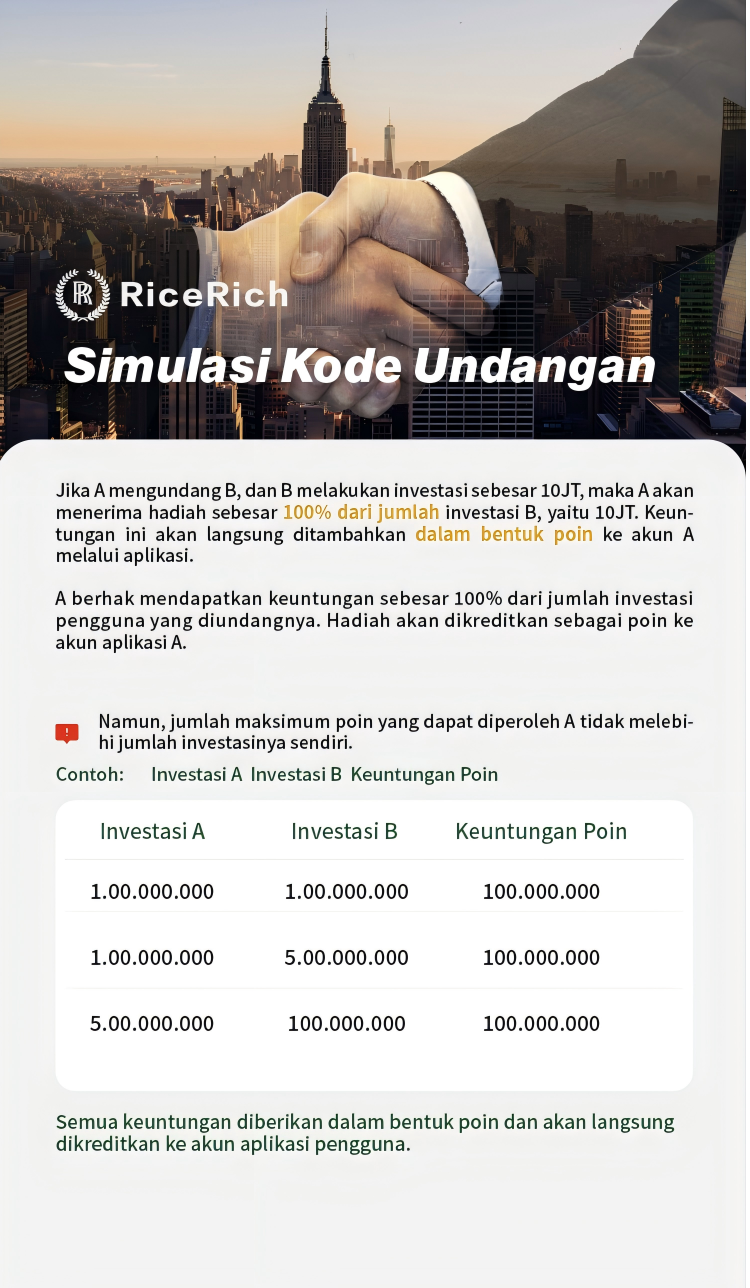 RR
RiceRich
Simulasi Kode Undangan
Jika A mengundang B, dan B melakukan investasi sebesar 10JT, maka A akan
menerima hadiah sebesar 100% dari jumlah investasi B, yaitu 10JT. Keun-
tungan ini akan langsung ditambahkan dalam bentuk poin ke akun A
melalui aplikasi.
A berhak mendapatkan keuntungan sebesar 100% dari jumlah investasi
pengguna yang diundangnya. Hadiah akan dikreditkan sebagai poin ke
akun aplikasi A.
! Namun, jumlah maksimum poin yang dapat diperoleh A tidak melebi-
hi jumlah investasinya sendiri.
Contoh: Investasi A Investasi B Keuntungan Poin
Investasi A Investasi B Keuntungan Poin
1.00.000.000 1.00.000.000 100.000.000
1.00.000.000 5.00.000.000 100.000.000
5.00.000.000 100.000.000 100.000.000
Semua keuntungan diberikan dalam bentuk poin dan akan langsung
dikreditkan ke akun aplikasi pengguna.